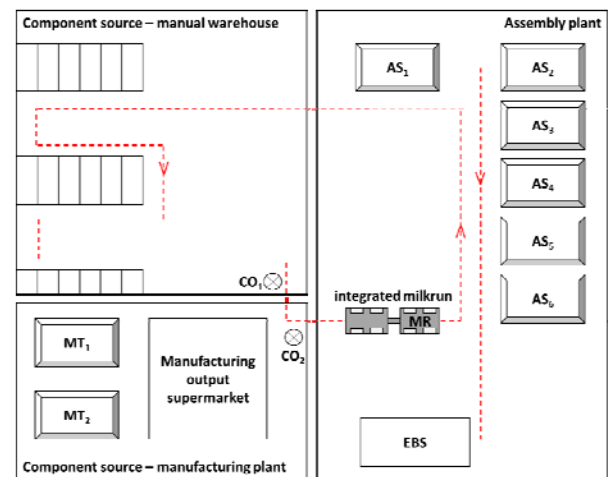 Component source – manual warehouse
Assembly plant
AS₁
AS₂
AS₃
AS₄
AS₅
AS₆
CO₁
integrated milkrun
MR
CO₂
MT₁
MT₂
Manufacturing
output
supermarket
EBS
Component source – manufacturing plant